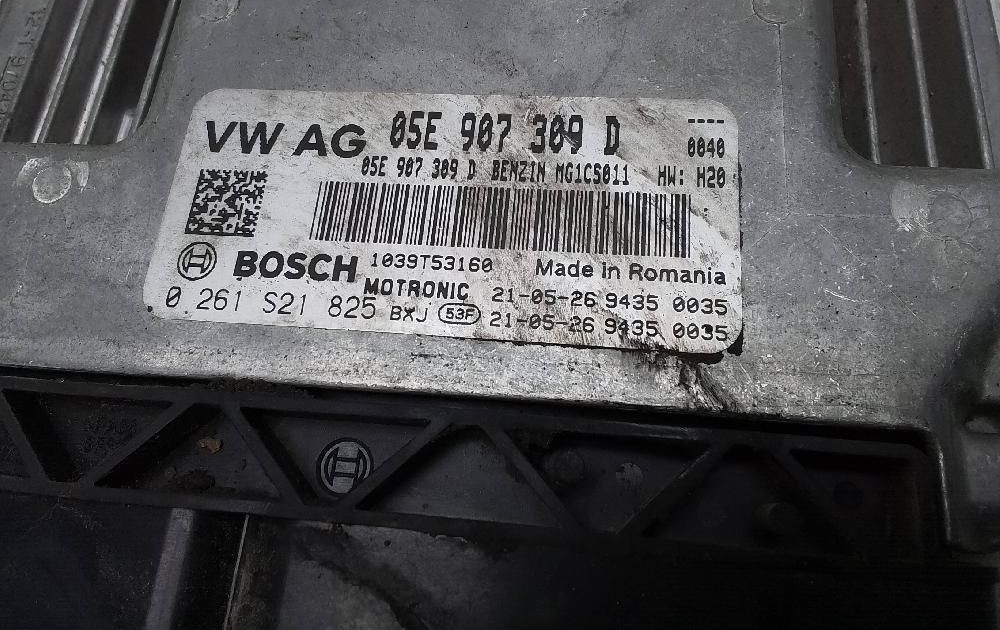 VW AG 05E 907 309 D ----
0040
05E 907 309 D BENZIN MG1CS011 HW: H20
BOSCH 1039T53160 Made in Romania
MOTRONIC 21-05-26 9435 0035
0 261 S21 825 BXJ 53F 21-05-26 9435 0035